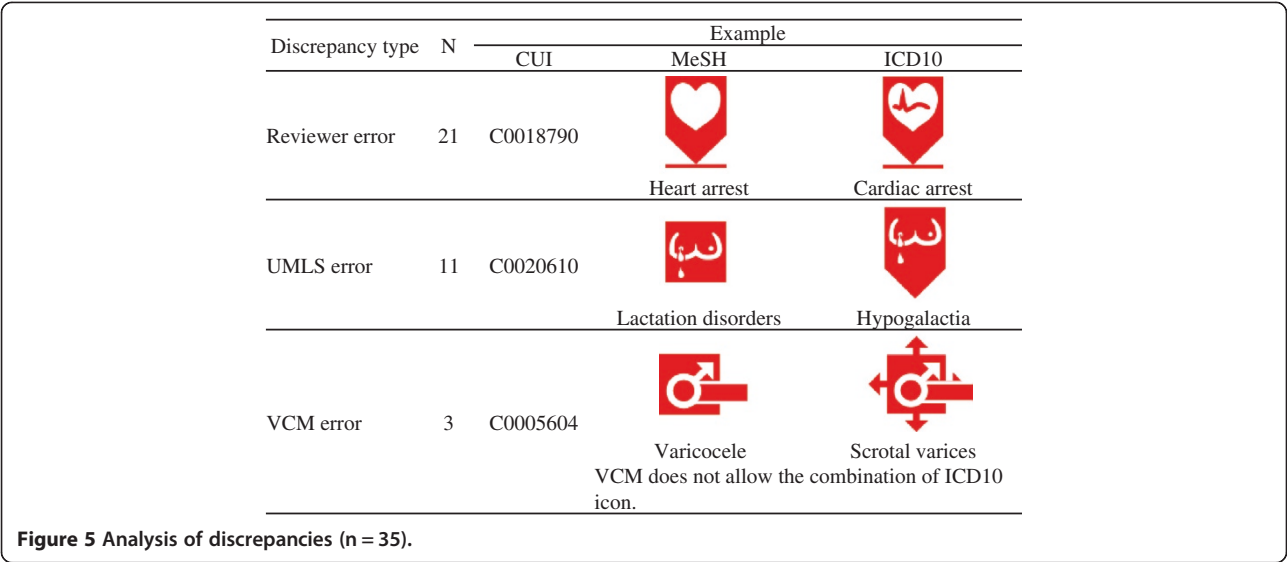 Discrepancy type N Example
CUI MeSH ICD10
Reviewer error 21 C0018790
Heart arrest Cardiac arrest
UMLS error 11 C0020610
Lactation disorders Hypogalactia
VCM error 3 C0005604
Varicocele Scrotal varices
VCM does not allow the combination of ICD10
icon.
Figure 5 Analysis of discrepancies (n = 35).